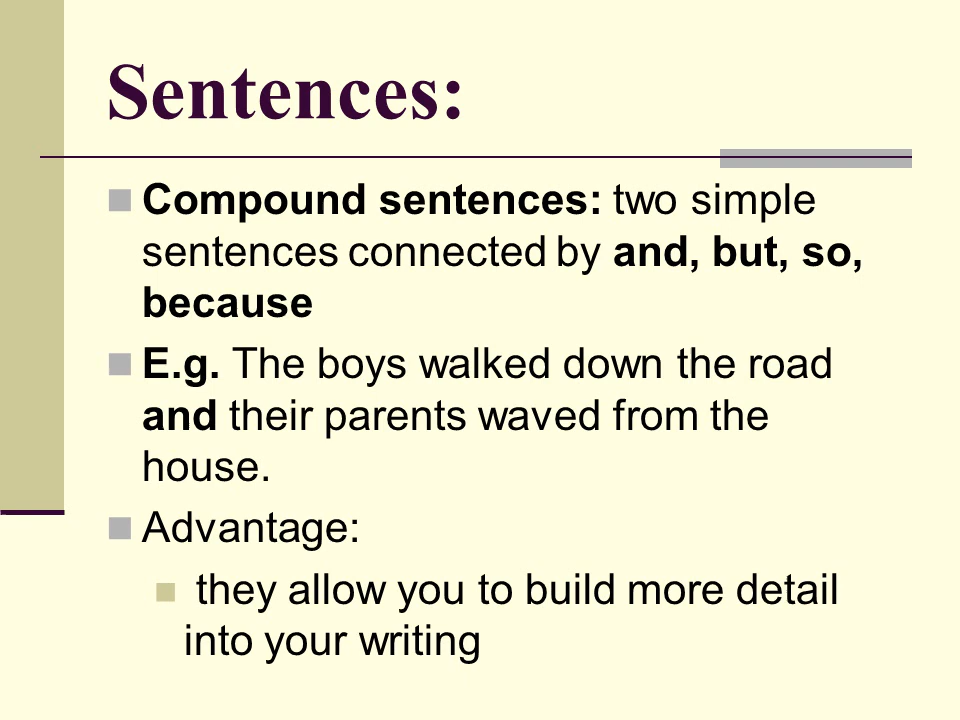 Sentences:
Compound sentences: two simple
sentences connected by and, but, so,
because
E.g. The boys walked down the road
and their parents waved from the
house.
Advantage:
they allow you to build more detail
into your writing